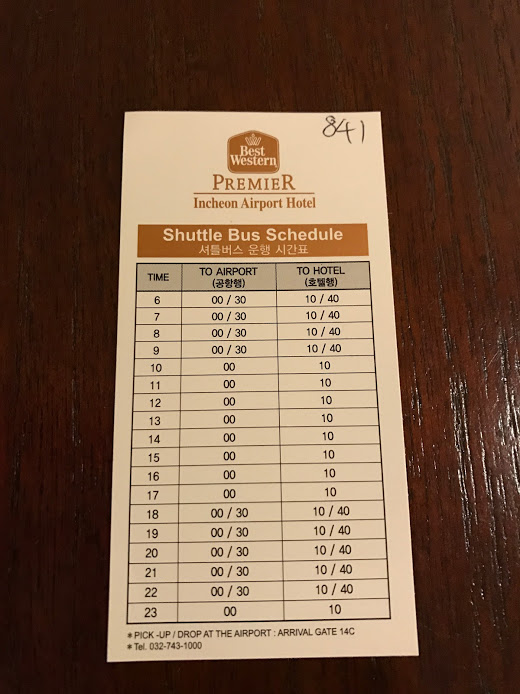 841
Best
Western
PREMIER
Incheon Airport Hotel
Shuttle Bus Schedule
셔틀버스 운행 시간표
TIME TO AIRPORT (공항행) TO HOTEL (호텔행)
6 00 / 30 10 / 40
7 00 / 30 10 / 40
8 00 / 30 10 / 40
9 00 / 30 10 / 40
10 00 10
11 00 10
12 00 10
13 00 10
14 00 10
15 00 10
16 00 10
17 00 10
18 00 / 30 10 / 40
19 00 / 30 10 / 40
20 00 / 30 10 / 40
21 00 / 30 10 / 40
22 00 / 30 10 / 40
23 00 10
* PICK -UP / DROP AT THE AIRPORT : ARRIVAL GATE 14C
* Tel. 032-743-1000